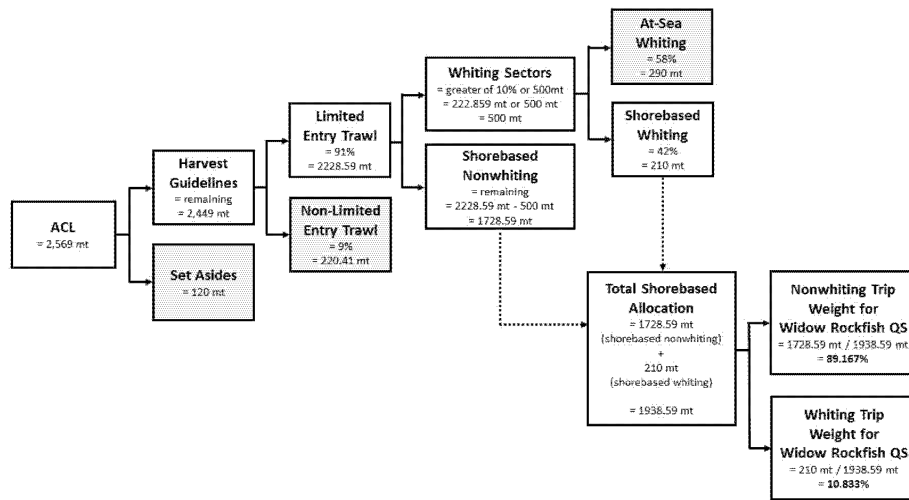 ACL
= 2,569 mt
Harvest
Guidelines
= remaining
= 2,449 mt
Set Asides
= 120 mt
Limited
Entry Trawl
= 91%
= 2228.59 mt
Non-Limited
Entry Trawl
= 9%
= 220.41 mt
Whiting Sectors
= greater of 10% or 500mt
= 222.859 mt or 500 mt
= 500 mt
Shorebased
Nonwhiting
= remaining
= 2228.59 mt - 500 mt
= 1728.59 mt
At-Sea
Whiting
= 58%
= 290 mt
Shorebased
Whiting
= 42%
= 210 mt
Total Shorebased
Allocation
= 1728.59 mt
(shorebased nonwhiting)
+
210 mt
(shorebased whiting)
= 1938.59 mt
Nonwhiting Trip
Weight for
Widow Rockfish QS
= 1728.59 mt / 1938.59 mt
= 89.167%
Whiting Trip
Weight for
Widow Rockfish QS
= 210 mt / 1938.59 mt
= 10.833%